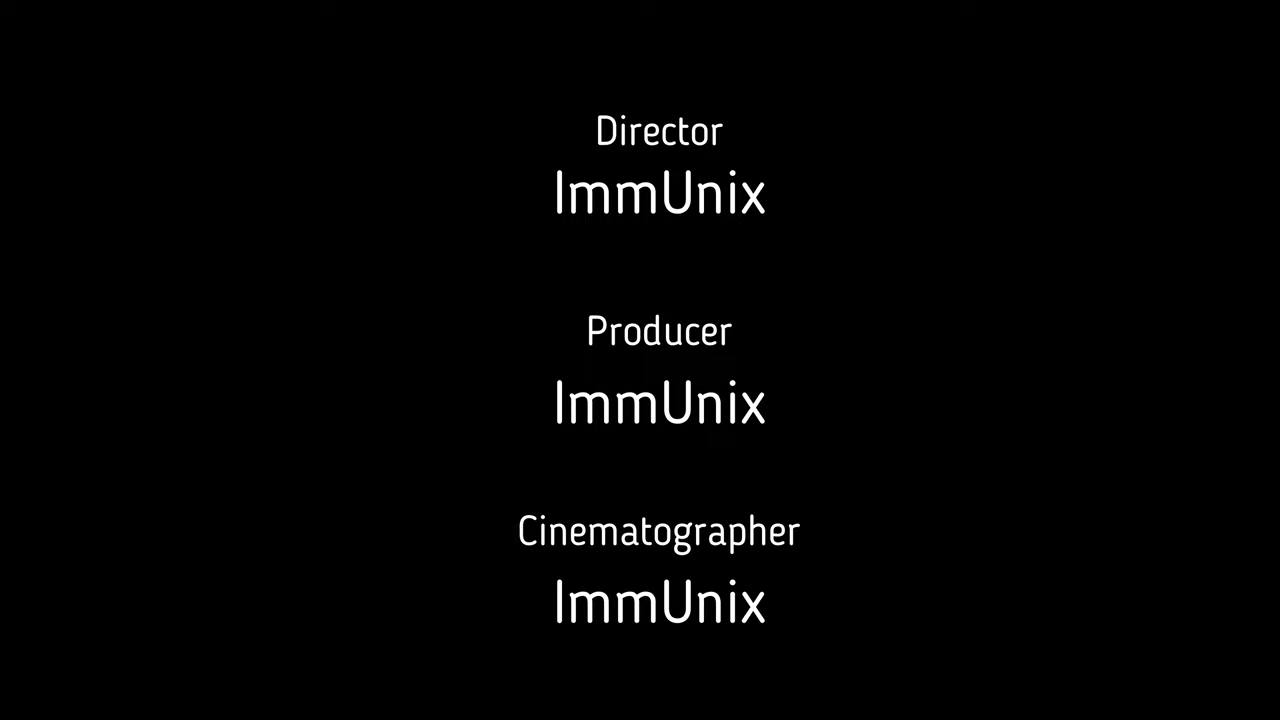 Director
ImmUnix
Producer
ImmUnix
Cinematographer
ImmUnix